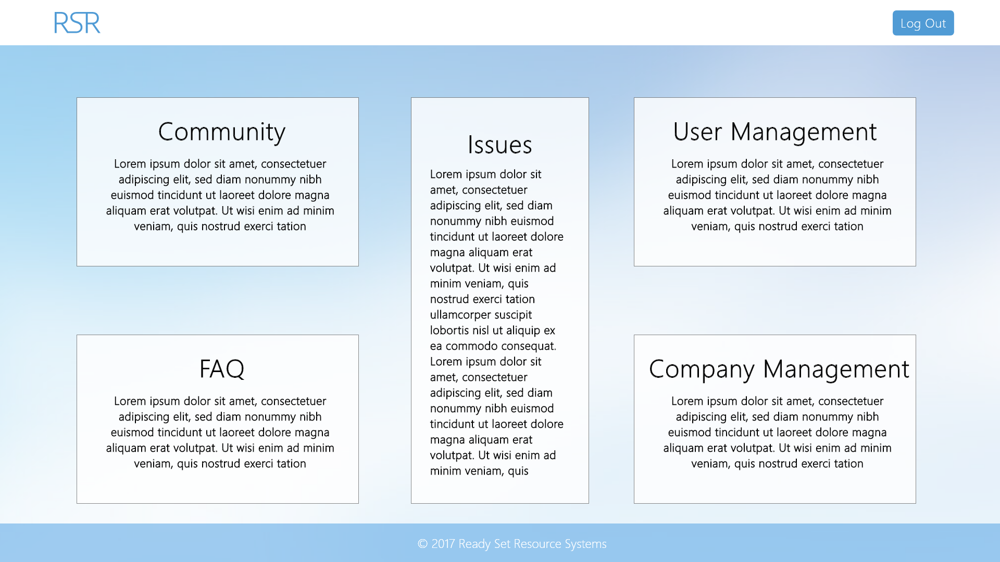 RSR
Log Out
Community
Lorem ipsum dolor sit amet, consectetuer
adipiscing elit, sed diam nonummy nibh
euismod tincidunt ut laoreet dolore magna
aliquam erat volutpat. Ut wisi enim ad minim
veniam, quis nostrud exerci tation
Issues
Lorem ipsum dolor sit
amet, consectetuer
adipiscing elit, sed diam
nonummy nibh euismod
tincidunt ut laoreet dolore
magna aliquam erat
volutpat. Ut wisi enim ad
minim veniam, quis
nostrud exerci tation
ullamcorper suscipit
lobortis nisl ut aliquip ex
ea commodo consequat.
Lorem ipsum dolor sit
amet, consectetuer
adipiscing elit, sed diam
nonummy nibh euismod
tincidunt ut laoreet dolore
magna aliquam erat
volutpat. Ut wisi enim ad
minim veniam, quis
User Management
Lorem ipsum dolor sit amet, consectetuer
adipiscing elit, sed diam nonummy nibh
euismod tincidunt ut laoreet dolore magna
aliquam erat volutpat. Ut wisi enim ad minim
veniam, quis nostrud exerci tation
FAQ
Lorem ipsum dolor sit amet, consectetuer
adipiscing elit, sed diam nonummy nibh
euismod tincidunt ut laoreet dolore magna
aliquam erat volutpat. Ut wisi enim ad minim
veniam, quis nostrud exerci tation
Company Management
Lorem ipsum dolor sit amet, consectetuer
adipiscing elit, sed diam nonummy nibh
euismod tincidunt ut laoreet dolore magna
aliquam erat volutpat. Ut wisi enim ad minim
veniam, quis nostrud exerci tation
© 2017 Ready Set Resource Systems